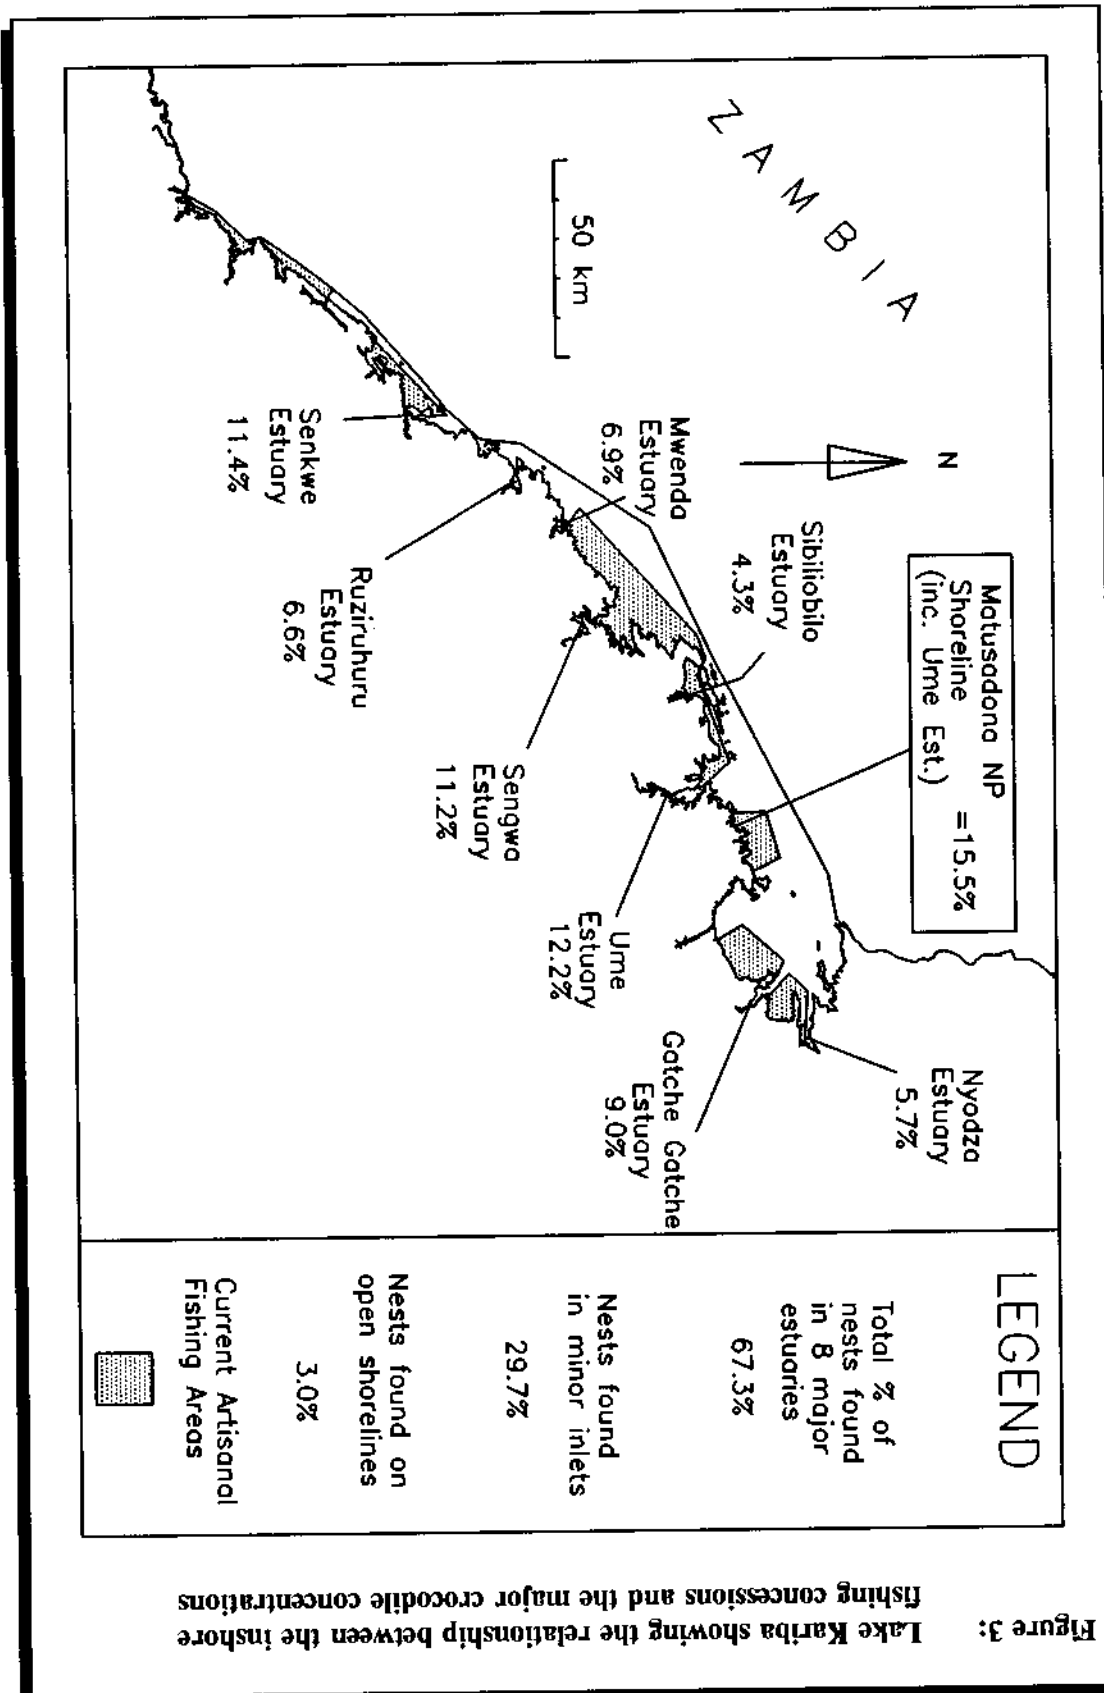 ZAMBIA
50 km
N
Matusadona NP
Shoreline =15.5%
(inc. Ume Est.)
Sibiliobilo
Estuary
4.3%
Mwenda
Estuary
6.9%
Senkwe
Estuary
11.4%
Ruziruhuru
Estuary
6.6%
Sengwa
Estuary
11.2%
Ume
Estuary
12.2%
Gatche Gatche
Estuary
9.0%
Nyodza
Estuary
5.7%
LEGEND
Total % of
nests found
in 8 major
estuaries
67.3%
Nests found
in minor inlets
29.7%
Nests found on
open shorelines
3.0%
Current Artisanal
Fishing Areas
Figure 3: Lake Kariba showing the relationship between the inshore
fishing concessions and the major crocodile concentrations